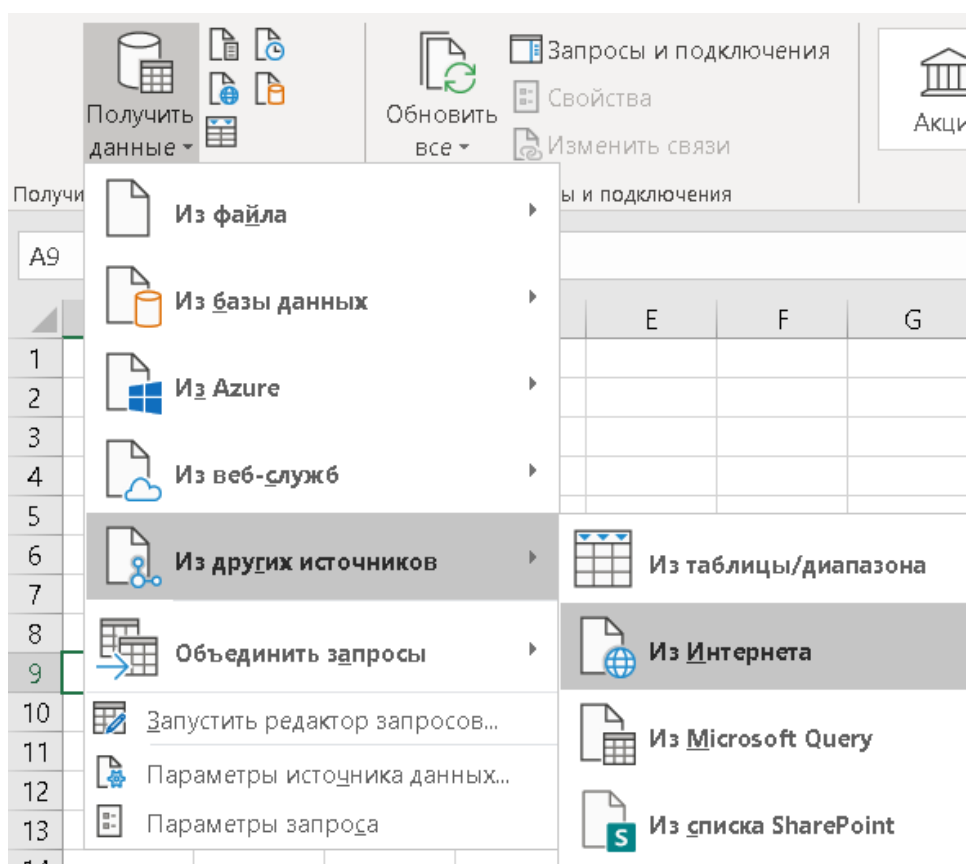 Получить
данные
Обновить
все
Запросы и подключения
Свойства
Изменить связи
Акци
Получи
ы и подключения
A9
Из файла
Из базы данных
Из Azure
Из веб-служб
Из других источников
Объединить запросы
Запустить редактор запросов...
Параметры источника данных...
Параметры запроса
Из таблицы/диапазона
Из Интернета
Из Microsoft Query
Из списка SharePoint
S
E F G
1
2
3
4
5
6
7
8
9
10
11
12
13
14